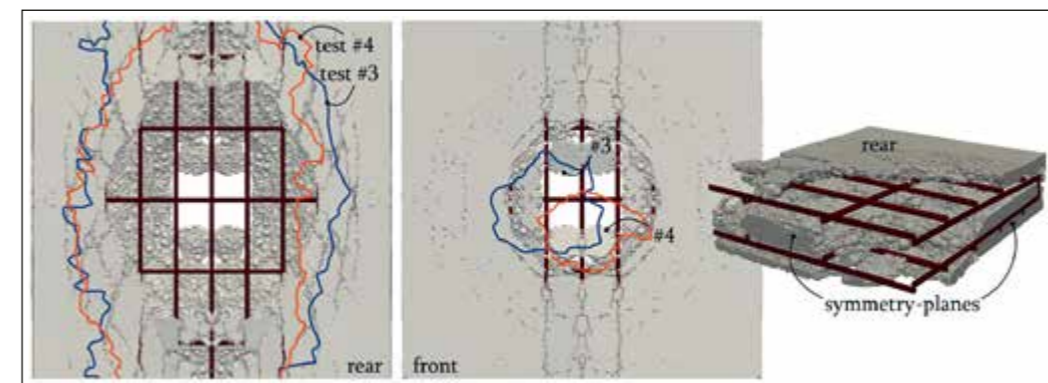 test #4
test #3
rear
#3
#4
front
rear
symmetry-planes